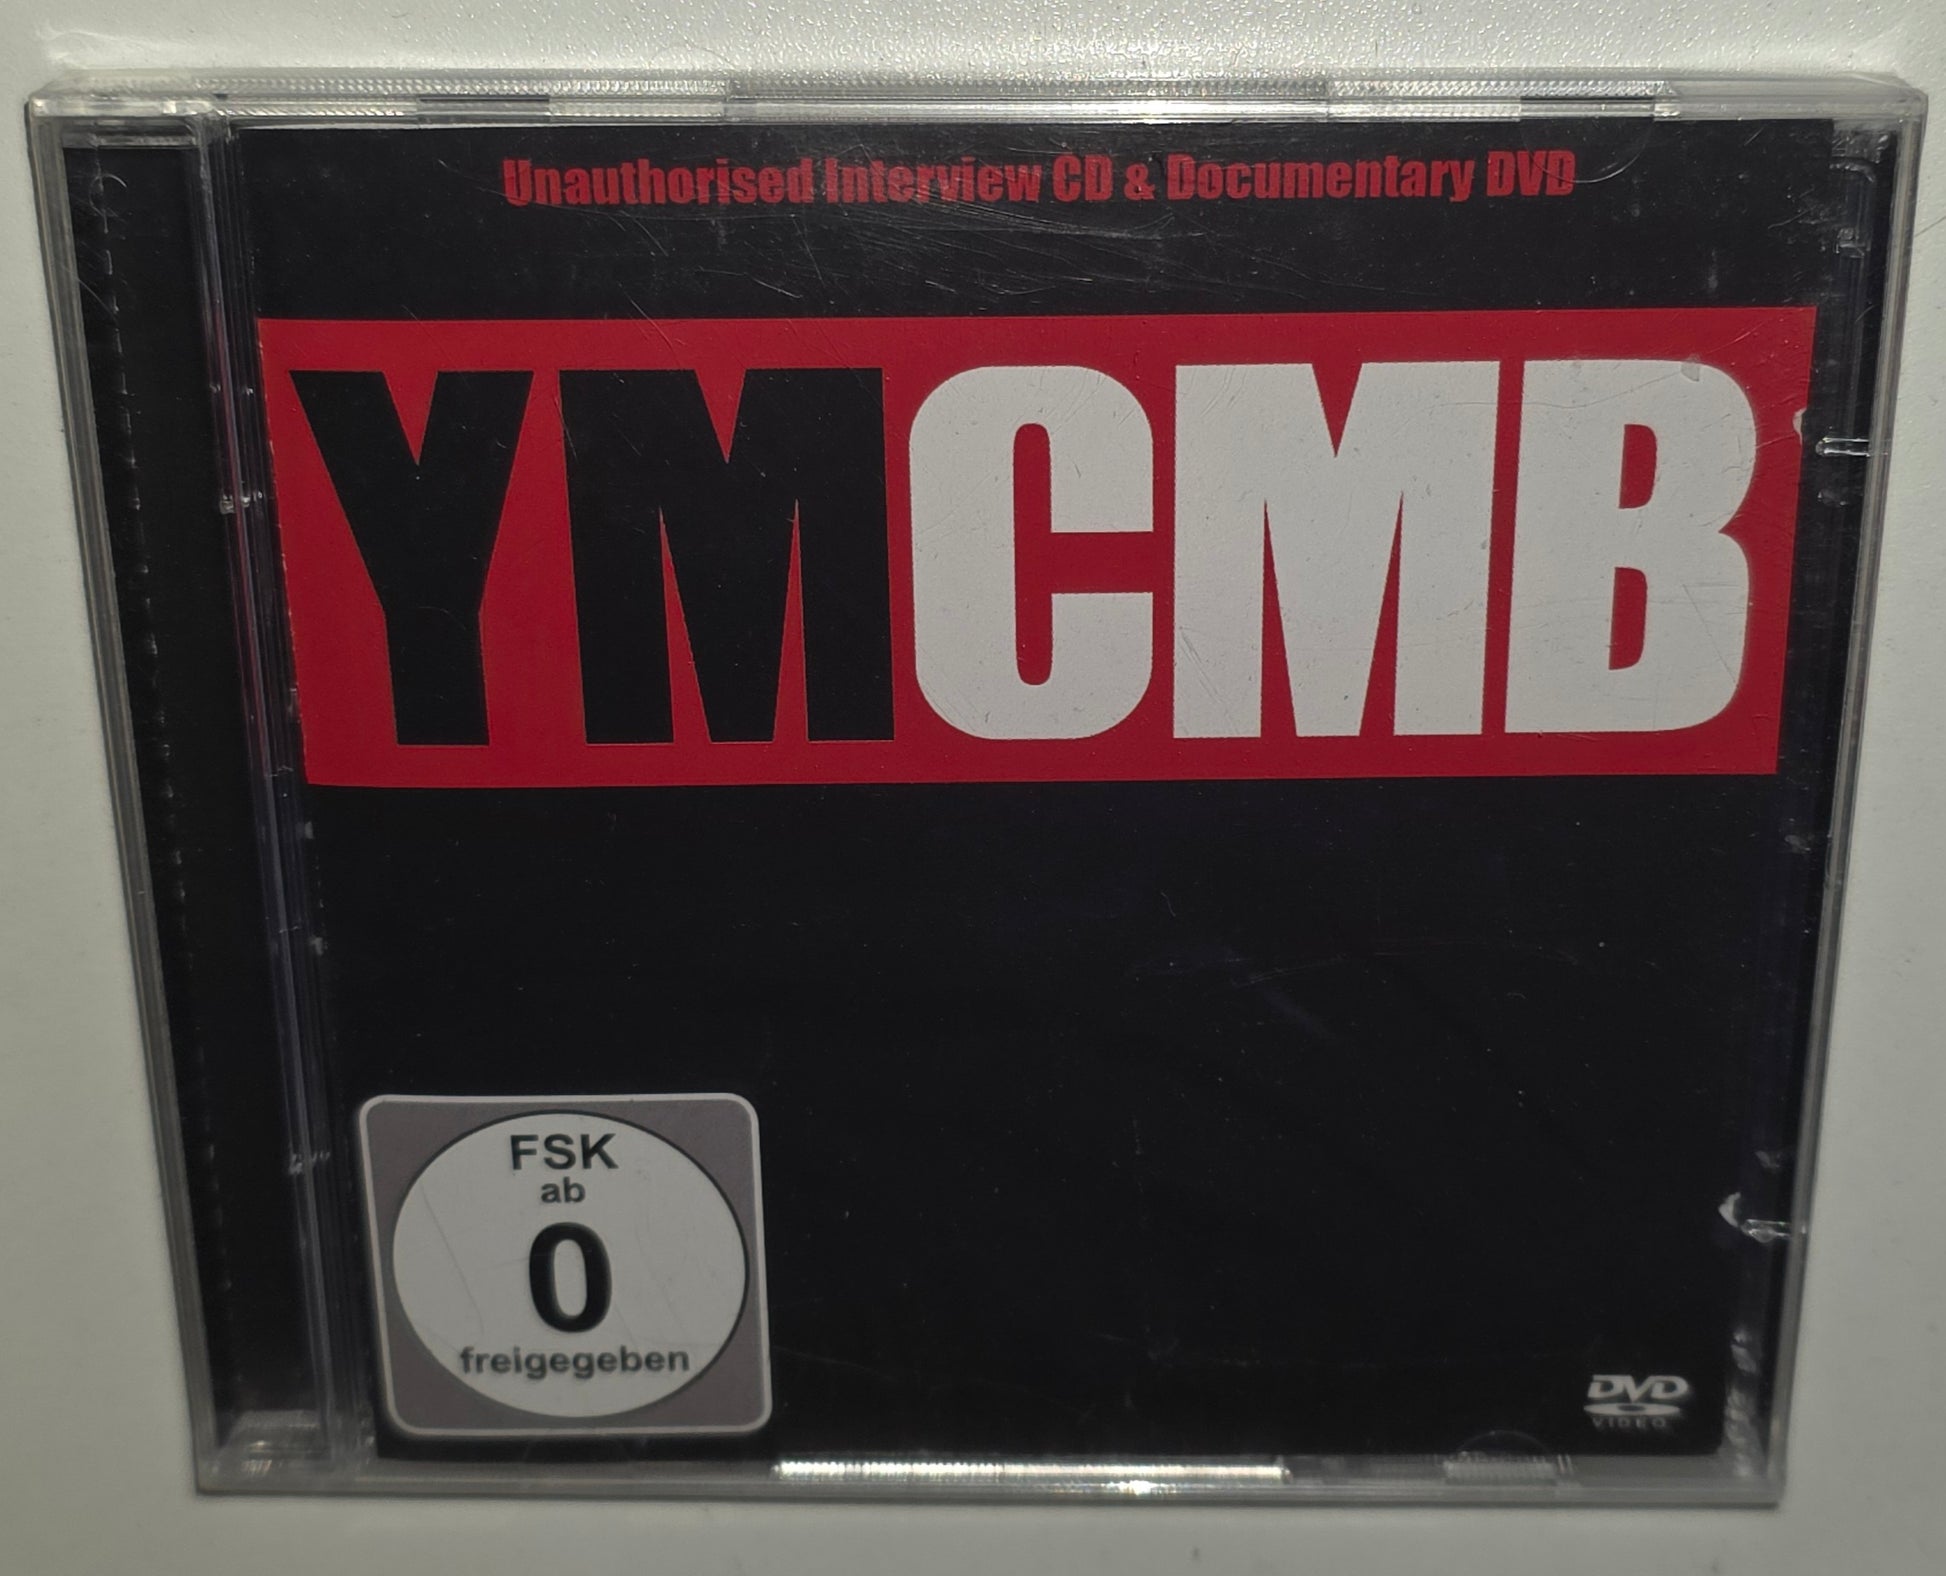 Unauthorised Interview CD & Documentary DVD
YMCMB
FSK
ab
0
freigegeben
DVD
VIDEO